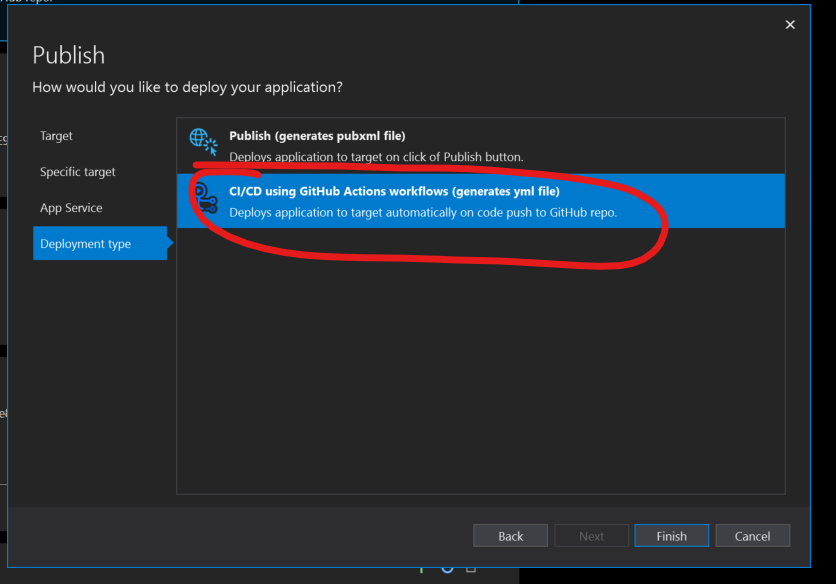 Publish
How would you like to deploy your application?
Target
Specific target
App Service
Deployment type
Publish (generates pubxml file)
Deploys application to target on click of Publish button.
CI/CD using GitHub Actions workflows (generates yml file)
Deploys application to target automatically on code push to GitHub repo.
Back
Next
Finish
Cancel